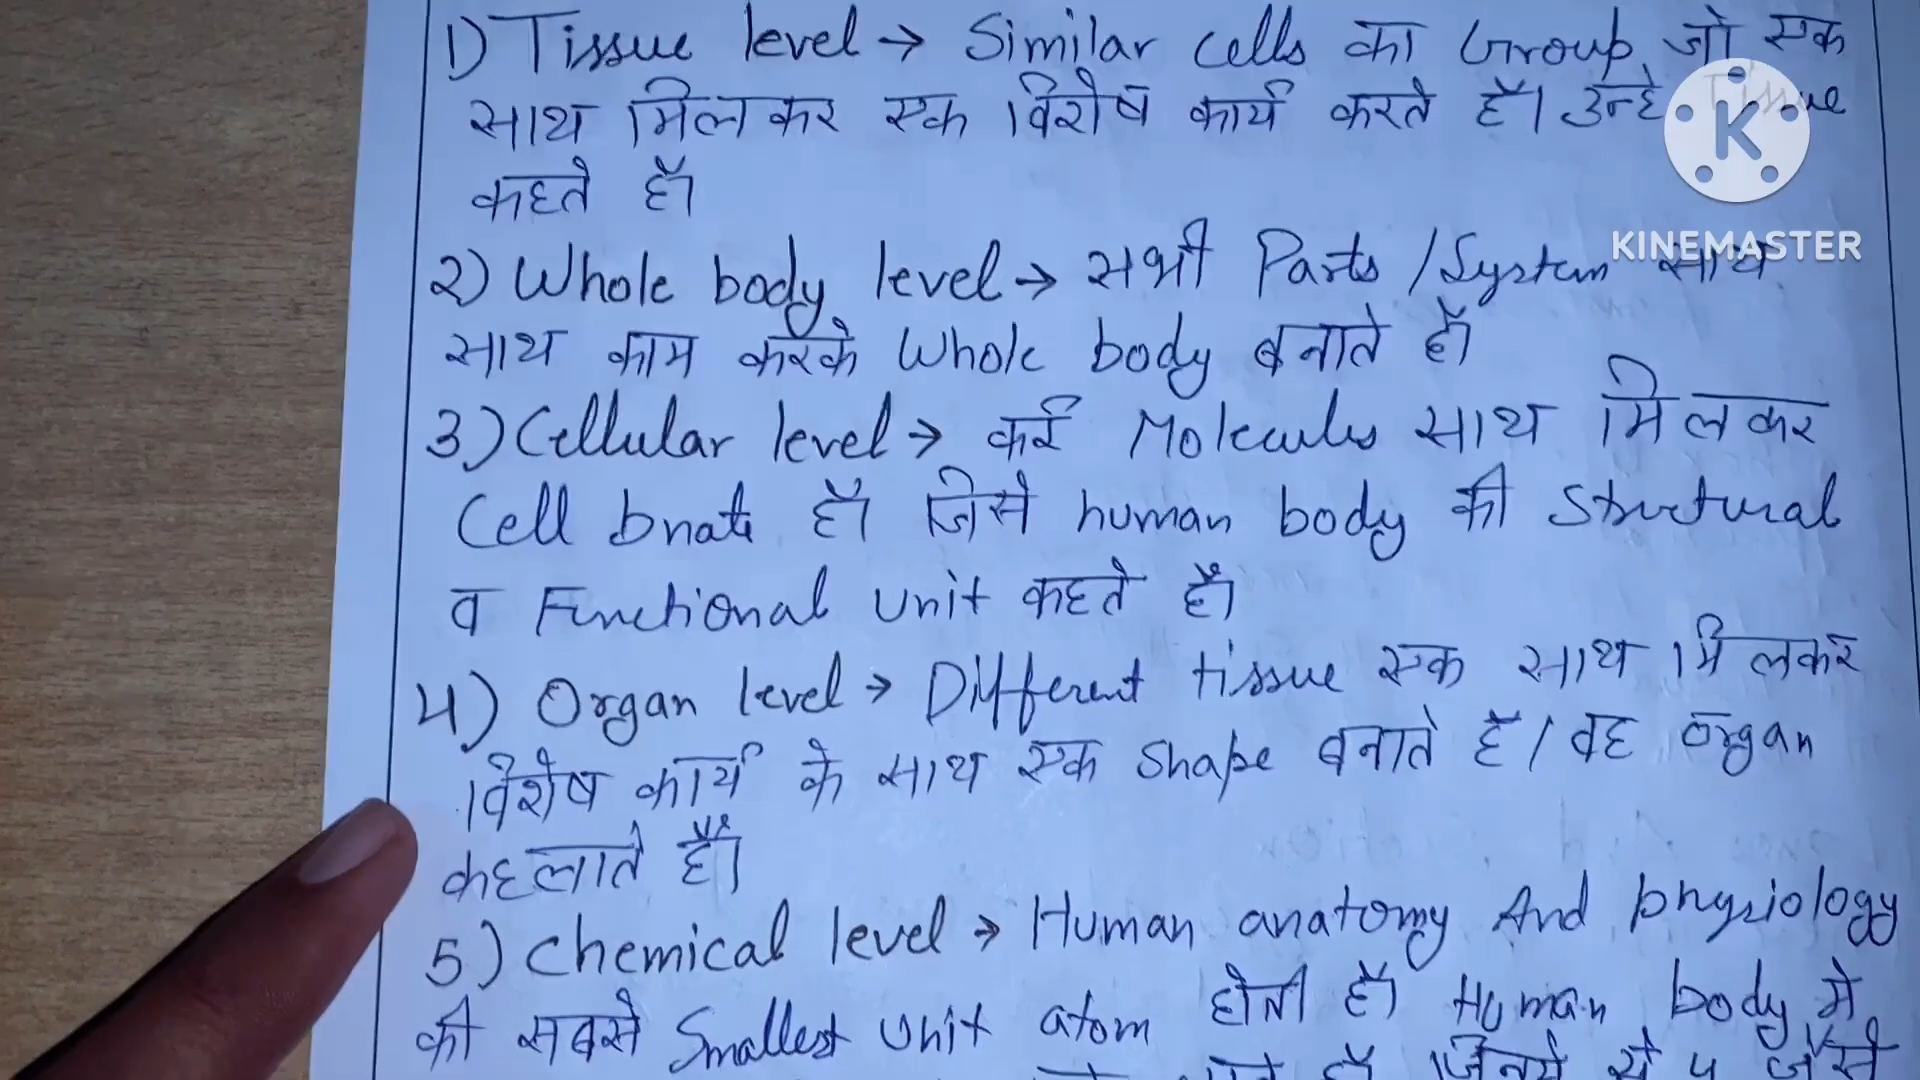 1) Tissue level → Similar cells का Group जो एक
साथ मिलकर एक विशेष कार्य करते हैं। उन्हे Tissue
कहते हैं।
KINEMASTER
2) Whole body level → सभी Parts / System साथ
साथ काम करके Whole body बनाते हैं।
3) Cellular level → कई Molecules साथ मिलकर
Cell bnate हैं। जिसे human body की Structural
व Functional unit कहते हैं।
4) Organ level → Different tissue एक साथ मिलकर
विशेष कार्य के साथ एक shape बनाते हैं। वह organ
कहलाते हैं।
5) Chemical level → Human anatomy And physiology
की सबसे Smallest unit atom होती हैं। Human body मे